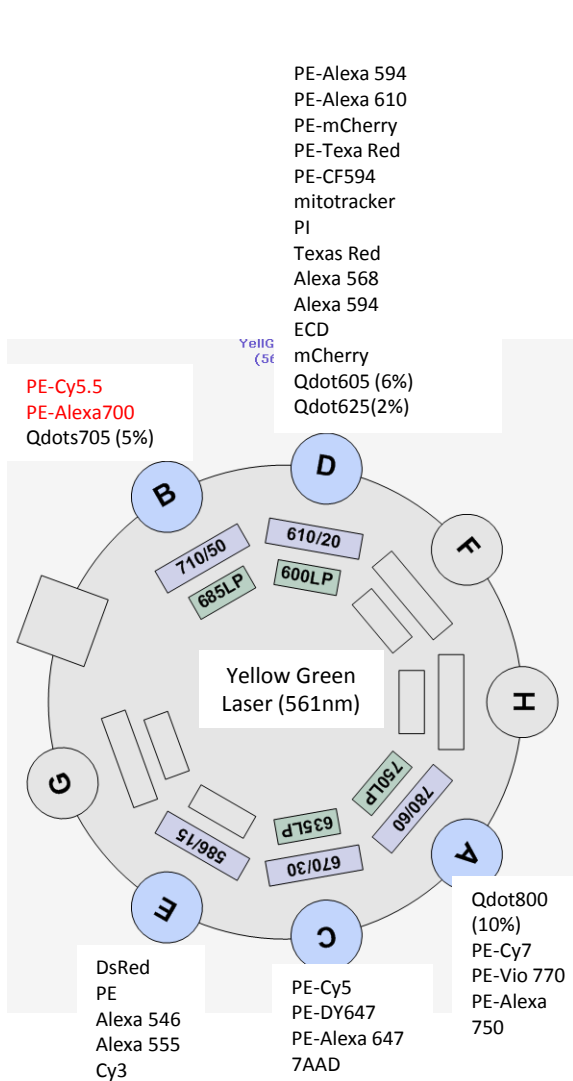 PE-Alexa 594
PE-Alexa 610
PE-mCherry
PE-Texa Red
PE-CF594
mitotracker
PI
Texas Red
Alexa 568
Alexa 594
ECD
mCherry
Qdot605 (6%)
Qdot625(2%)
YellG
(56
PE-Cy5.5
PE-Alexa700
Qdots705 (5%)
D
B
F
710/50
610/20
685LP
600LP
Yellow Green
Laser (561nm)
H
G
750LP
780/60
635LP
586/15
670/30
A
E
C
Qdot800
(10%)
PE-Cy7
PE-Vio 770
PE-Alexa
750
DsRed
PE
Alexa 546
Alexa 555
Cy3
PE-Cy5
PE-DY647
PE-Alexa 647
7AAD